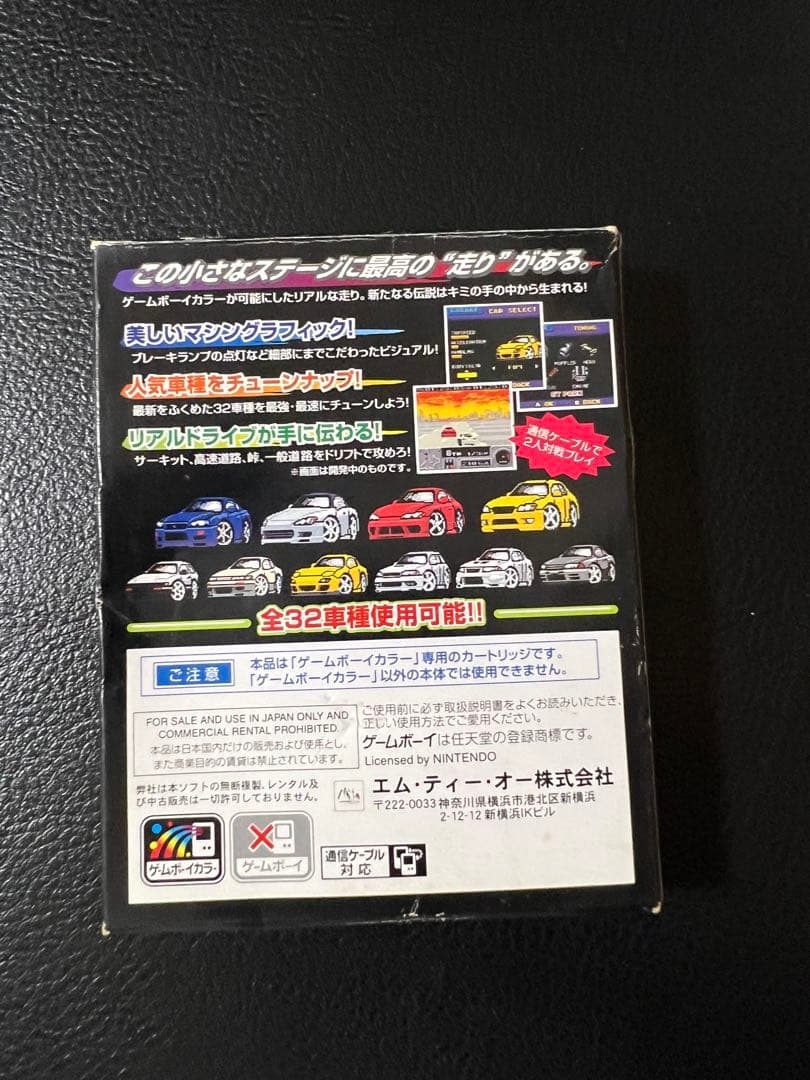 この小さなステージに最高の“走り”がある。
ゲームボーイカラーが可能にしたリアルな走り。新たなる伝説はキミの手の中から生まれる!
美しいマシングラフィック!
ブレーキランプの点灯など細部にまでこだわったビジュアル!
人気車種をチューンナップ!
最新をふくめた32車種を最強・最速にチューンしよう!
リアルドライブが手に伝わる!
サーキット、高速道路、峠、一般道路をドリフトで攻めろ!
※画面は開発中のものです。
CAR SELECT
TUNING
MUFFLER
通信ケーブルで
2人対戦プレイ
全32車種使用可能!!
ご注意
本品は「ゲームボーイカラー」専用のカートリッジです。
「ゲームボーイカラー」以外の本体では使用できません。
FOR SALE AND USE IN JAPAN ONLY AND
COMMERCIAL RENTAL PROHIBITED.
本品は日本国内だけの販売および使用とし、
また商業目的の賃貸は禁止されています。
ご使用前に必ず取扱説明書をよくお読みいただき、
正しい使用方法でご愛用ください。
ゲームボーイは任天堂の登録商標です。
Licensed by NINTENDO
弊社は本ソフトの無断複製、レンタル及
び中古販売は一切許可しておりません。
エム・ティー・オー株式会社
〒222-0033 神奈川県横浜市港北区新横浜
2-12-12 新横浜IKビル
ゲームボーイカラー
ゲームボーイ
通信ケーブル
対応